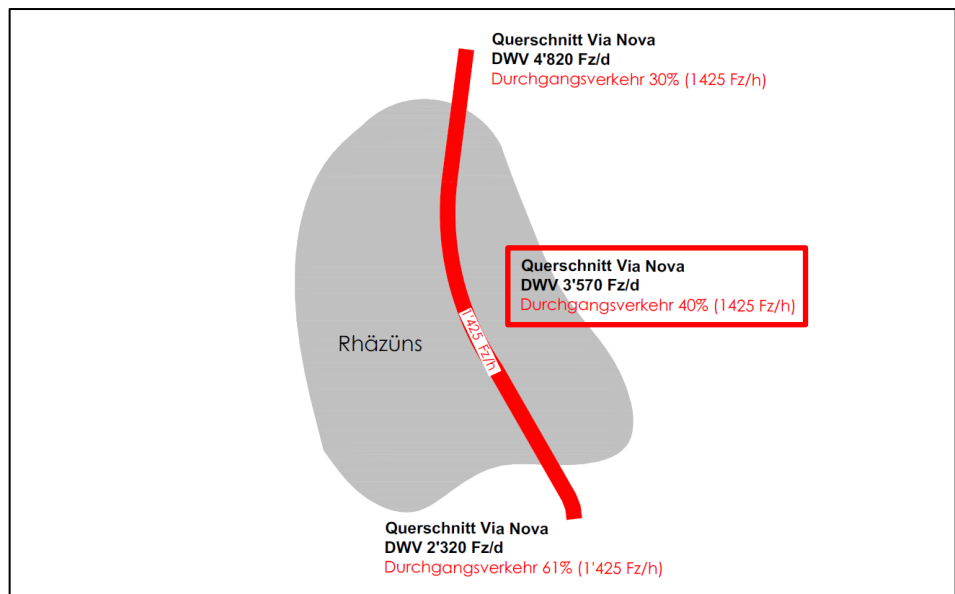 Querschnitt Via Nova
DWV 4'820 Fz/d
Durchgangsverkehr 30% (1425 Fz/h)
Querschnitt Via Nova
DWV 3'570 Fz/d
Durchgangsverkehr 40% (1425 Fz/h)
1'425 Fz/h
Rhäzüns
Querschnitt Via Nova
DWV 2'320 Fz/d
Durchgangsverkehr 61% (1'425 Fz/h)